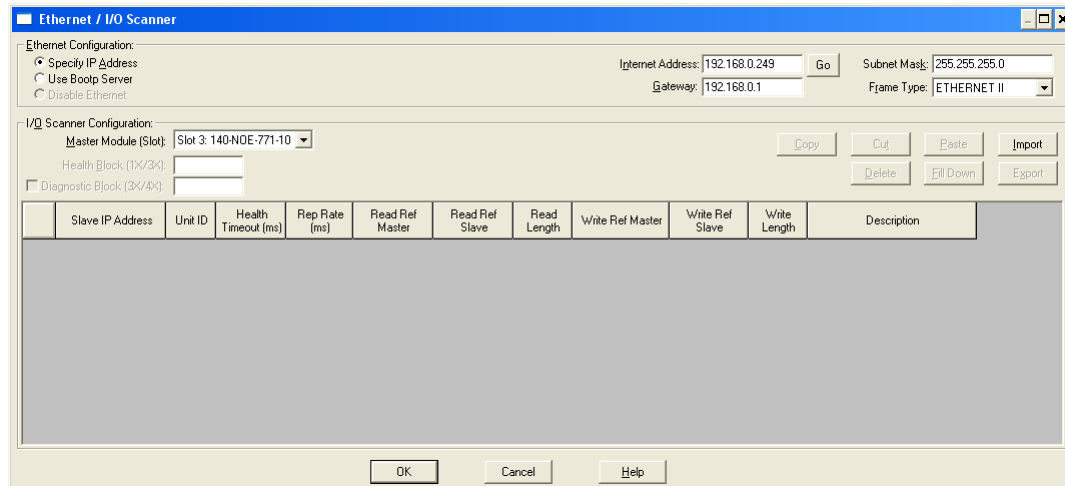 Ethernet / I/O Scanner
Ethernet Configuration:
Specify IP Address
Use Bootp Server
Disable Ethernet
Internet Address: 192.168.0.249 Go
Gateway: 192.168.0.1
Subnet Mask: 255.255.255.0
Frame Type: ETHERNET II
I/O Scanner Configuration:
Master Module (Slot): Slot 3: 140-NOE-771-10
Health Block (1X/3X):
Diagnostic Block (3X/4X):
Copy Cut Paste Import
Delete Fill Down Export
Slave IP Address Unit ID Health Timeout (ms) Rep Rate (ms) Read Ref Master Read Ref Slave Read Length Write Ref Master Write Ref Slave Write Length Description
OK Cancel Help